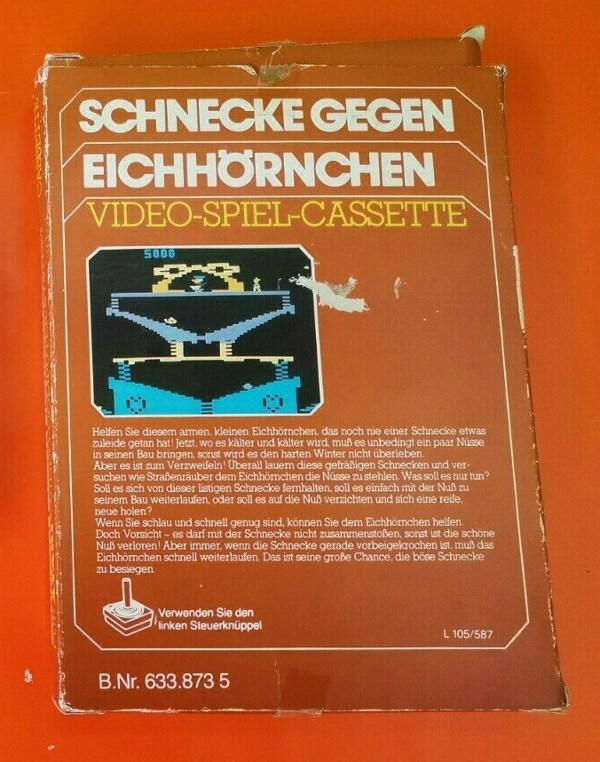 SCHNECKE GEGEN
EICHHÖRNCHEN
VIDEO-SPIEL-CASSETTE
CASSETTE
5000
Helfen Sie diesem armen, kleinen Eichhörnchen, das noch nie einer Schnecke etwas
zuleide getan hat! Jetzt, wo es kälter und kälter wird, muß es unbedingt ein paar Nüsse
in seinen Bau bringen, sonst wird es den harten Winter nicht überleben.
Aber es ist zum Verzweifeln! Überall lauern diese gefräßigen Schnecken und ver-
suchen wie Straßenräuber dem Eichhörnchen die Nüsse zu stehlen. Was soll es nur tun?
Soll es sich von dieser listigen Schnecke fernhalten, soll es einfach mit der Nuß zu
seinem Bau weiterlaufen, oder soll es auf die Nuß verzichten und sich eine reife,
neue holen?
Wenn Sie schlau und schnell genug sind, können Sie dem Eichhörnchen helfen.
Doch Vorsicht – es darf mit der Schnecke nicht zusammenstoßen, sonst ist die schöne
Nuß verloren! Aber immer, wenn die Schnecke gerade vorbeigekrochen ist, muß das
Eichhörnchen schnell weiterlaufen. Das ist seine große Chance, die böse Schnecke
zu besiegen.
Verwenden Sie den
linken Steuerknüppel
L 105/587
B.Nr. 633.873 5